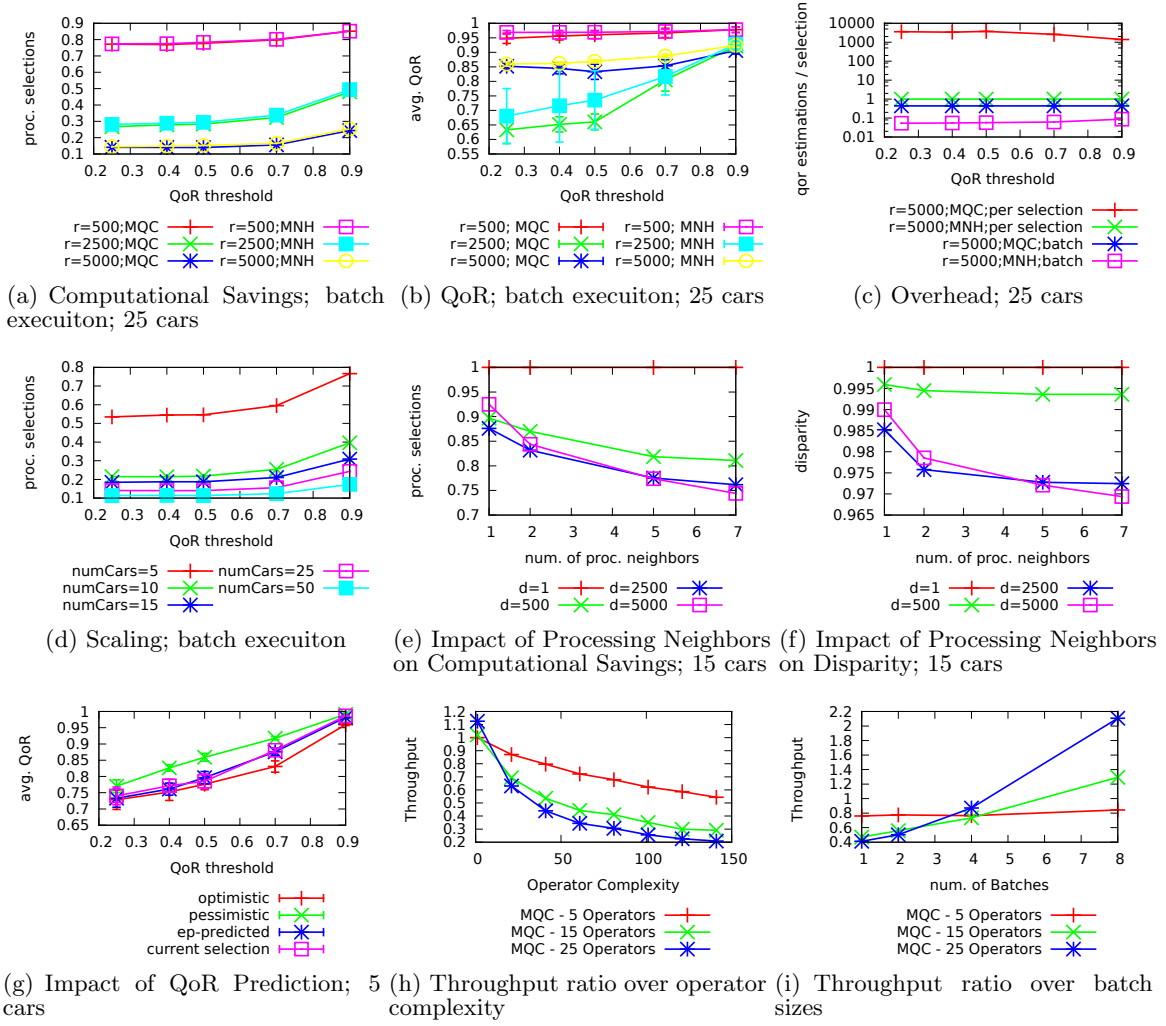 0.9
0.8
0.7
0.6
0.5
0.4
0.3
0.2
0.1
0.2 0.3 0.4 0.5 0.6 0.7 0.8 0.9
proc. selections
QoR threshold
r=500;MQC r=500;MNH
r=2500;MQC r=2500;MNH
r=5000;MQC r=5000;MNH
(a) Computational Savings; batch
execuiton; 25 cars
1
0.95
0.9
0.85
0.8
0.75
0.7
0.65
0.6
0.55
0.2 0.3 0.4 0.5 0.6 0.7 0.8 0.9
avg. QoR
QoR threshold
r=500; MQC r=500; MNH
r=2500; MQC r=2500; MNH
r=5000; MQC r=5000; MNH
(b) QoR; batch execuiton; 25 cars
10000
1000
100
10
1
0.1
0.01
0.2 0.3 0.4 0.5 0.6 0.7 0.8 0.9
qor estimations / selection
QoR threshold
r=5000;MQC;per selection
r=5000;MNH;per selection
r=5000;MQC;batch
r=5000;MNH;batch
(c) Overhead; 25 cars
0.8
0.7
0.6
0.5
0.4
0.3
0.2
0.1
0.2 0.3 0.4 0.5 0.6 0.7 0.8 0.9
proc. selections
QoR threshold
numCars=5 numCars=25
numCars=10 numCars=50
numCars=15
(d) Scaling; batch execuiton
1
0.95
0.9
0.85
0.8
0.75
0.7
1 2 3 4 5 6 7
proc. selections
num. of proc. neighbors
d=1 d=2500
d=500 d=5000
(e) Impact of Processing Neighbors
on Computational Savings; 15 cars
1
0.995
0.99
0.985
0.98
0.975
0.97
0.965
1 2 3 4 5 6 7
disparity
num. of proc. neighbors
d=1 d=2500
d=500 d=5000
(f) Impact of Processing Neighbors
on Disparity; 15 cars
1
0.95
0.9
0.85
0.8
0.75
0.7
0.65
0.2 0.3 0.4 0.5 0.6 0.7 0.8 0.9
avg. QoR
QoR threshold
optimistic
pessimistic
ep-predicted
current selection
(g) Impact of QoR Prediction; 5
cars
1.2
1.1
1
0.9
0.8
0.7
0.6
0.5
0.4
0.3
0.2
0 50 100 150
Throughput
Operator Complexity
MQC - 5 Operators
MQC - 15 Operators
MQC - 25 Operators
(h) Throughput ratio over operator
complexity
2.2
2
1.8
1.6
1.4
1.2
1
0.8
0.6
0.4
1 2 3 4 5 6 7 8
Throughput
num. of Batches
MQC - 5 Operators
MQC - 15 Operators
MQC - 25 Operators
(i) Throughput ratio over batch
sizes